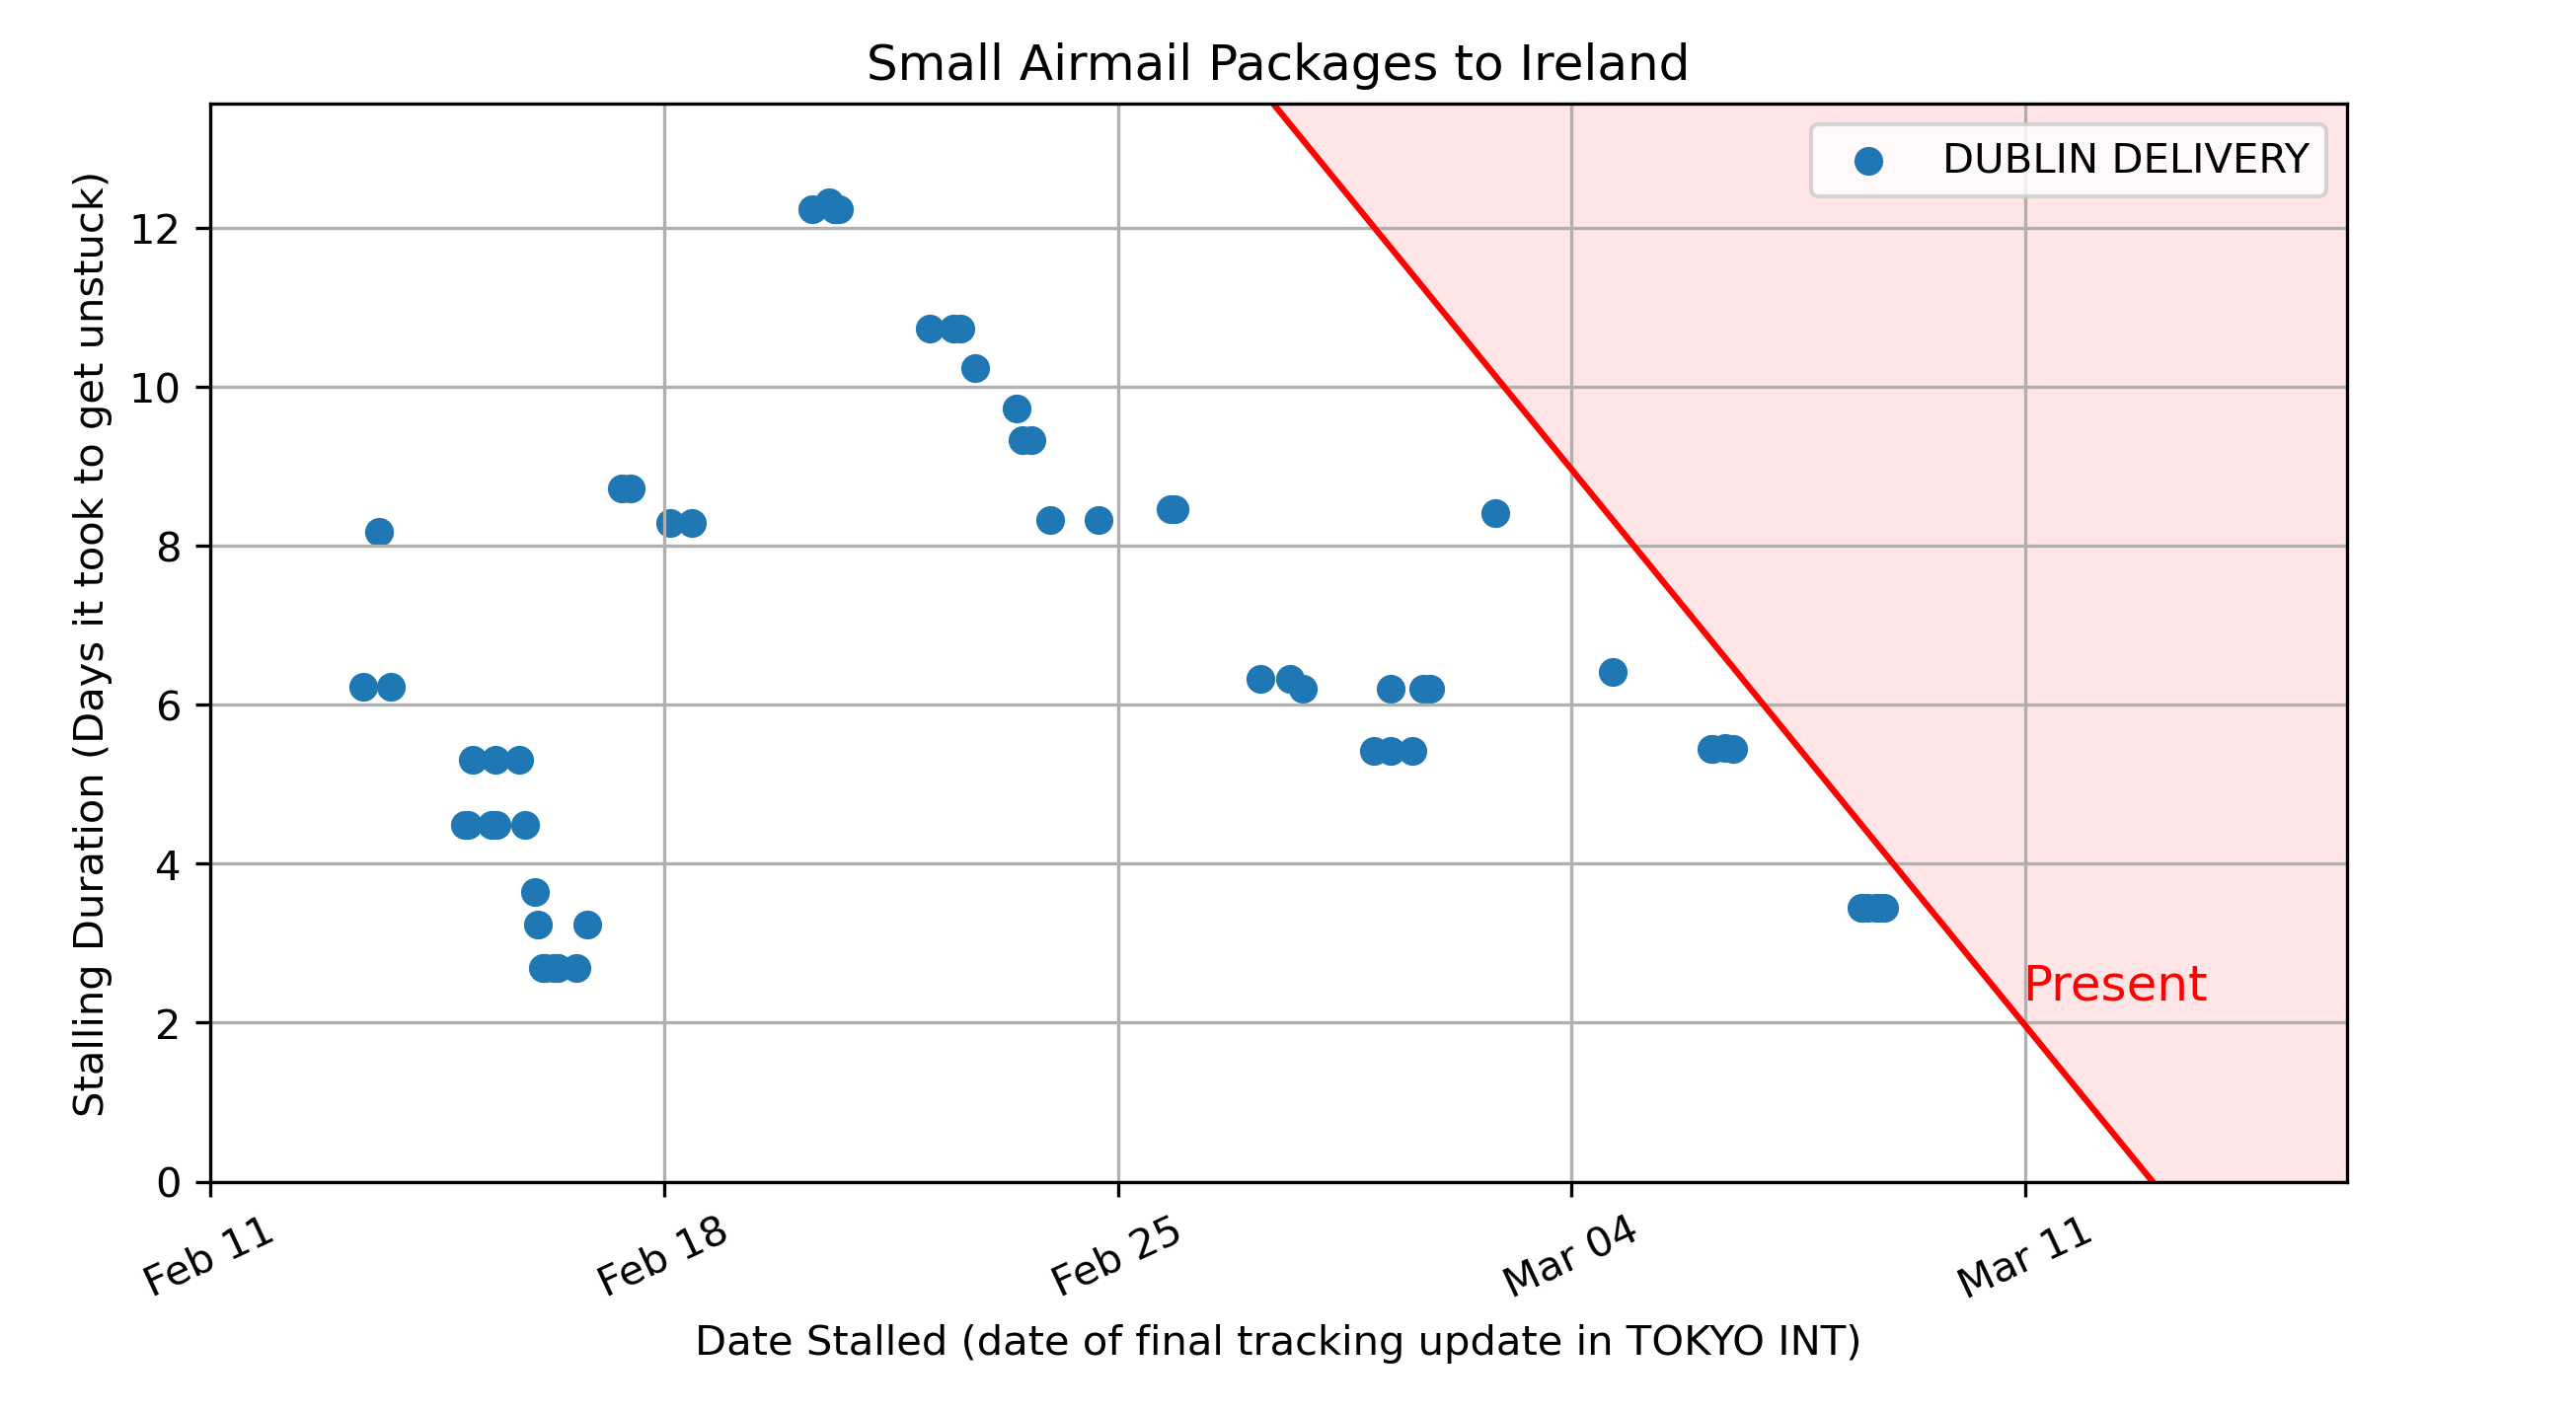 Small Airmail Packages to Ireland
DUBLIN DELIVERY
Stalling Duration (Days it took to get unstuck)
12
10
8
6
4
2
0
Present
Feb 11
Feb 18
Feb 25
Mar 04
Mar 11
Date Stalled (date of final tracking update in TOKYO INT)